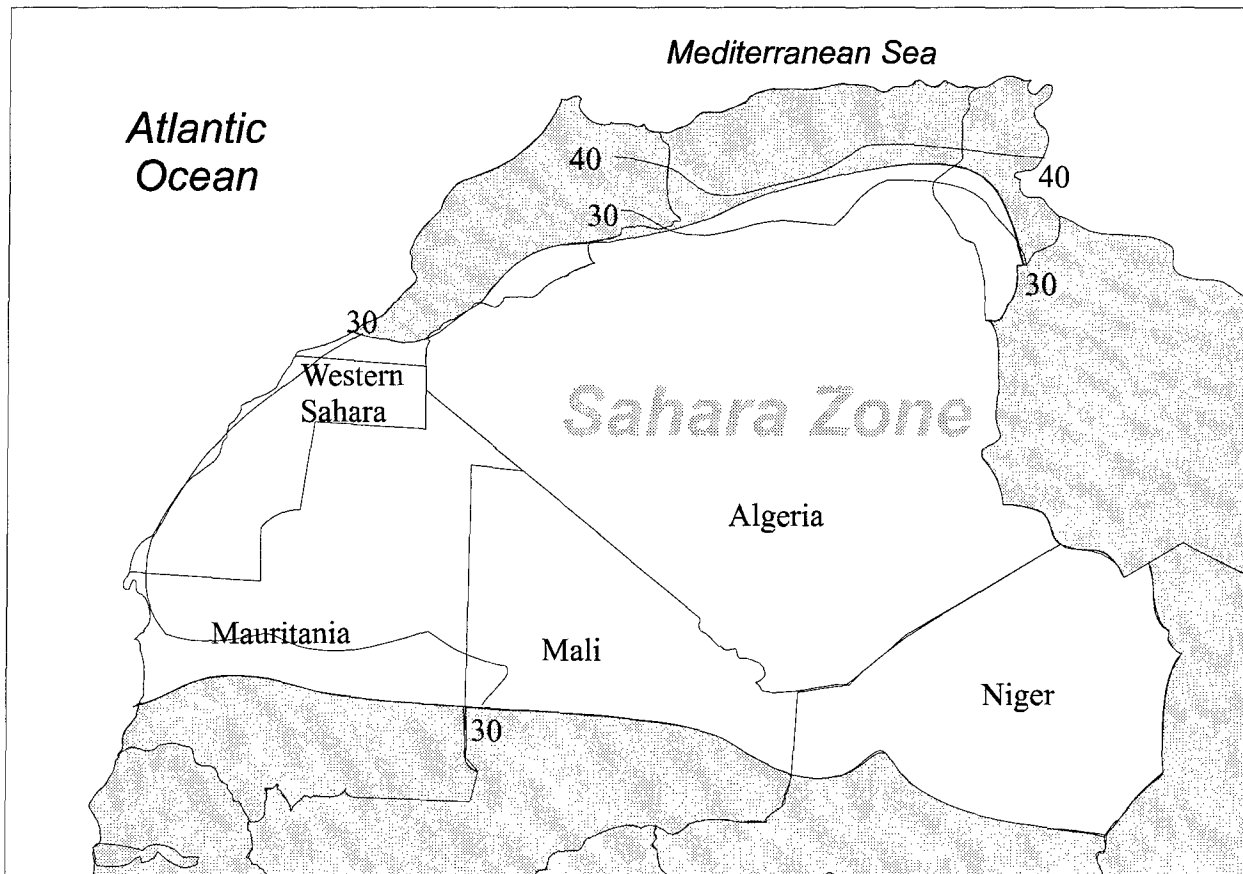 Mediterranean Sea
Atlantic
Ocean
40
40
30
30
30
Western
Sahara
Sahara Zone
Algeria
Mauritania
Mali
Niger
30